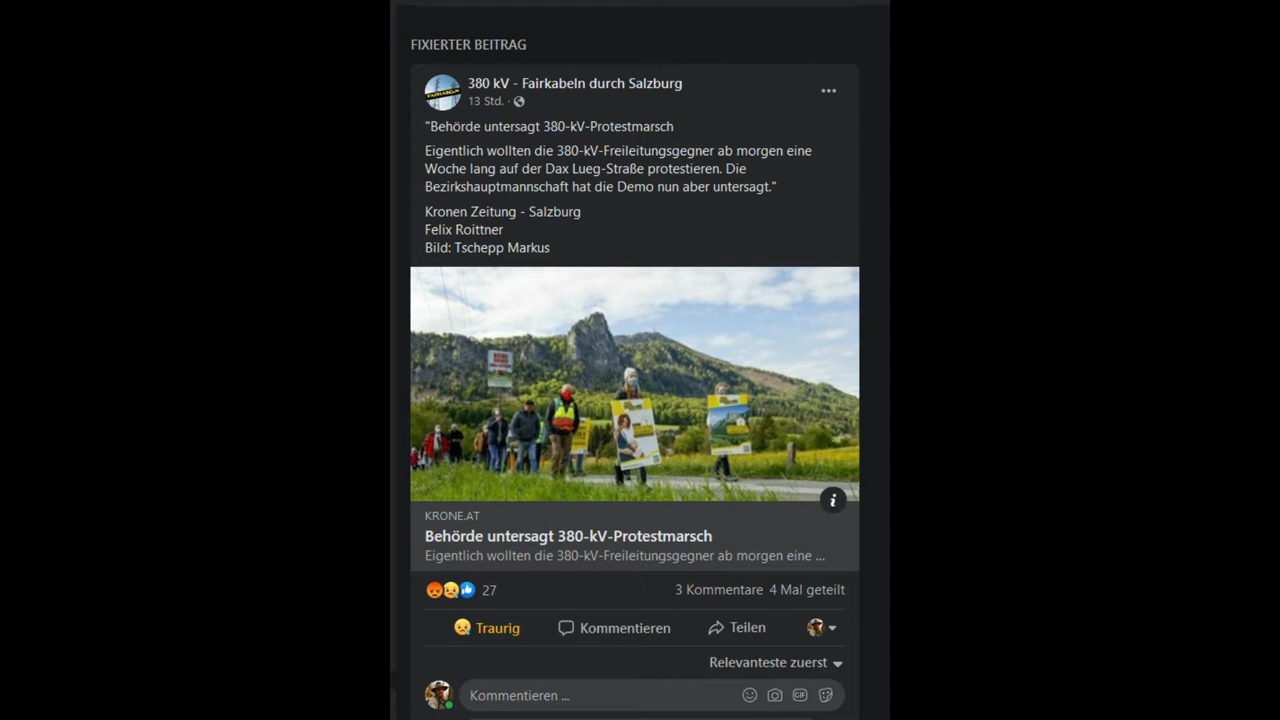 FIXIERTER BEITRAG
380 kV - Fairkabeln durch Salzburg
13 Std. ·
"Behörde untersagt 380-kV-Protestmarsch
Eigentlich wollten die 380-kV-Freileitungsgegner ab morgen eine
Woche lang auf der Dax Lueg-Straße protestieren. Die
Bezirkshauptmannschaft hat die Demo nun aber untersagt."
Kronen Zeitung - Salzburg
Felix Roittner
Bild: Tschepp Markus
KRONE.AT
Behörde untersagt 380-kV-Protestmarsch
Eigentlich wollten die 380-kV-Freileitungsgegner ab morgen eine ...
27
3 Kommentare 4 Mal geteilt
Traurig Kommentieren Teilen
Relevanteste zuerst
Kommentieren ...
GIF